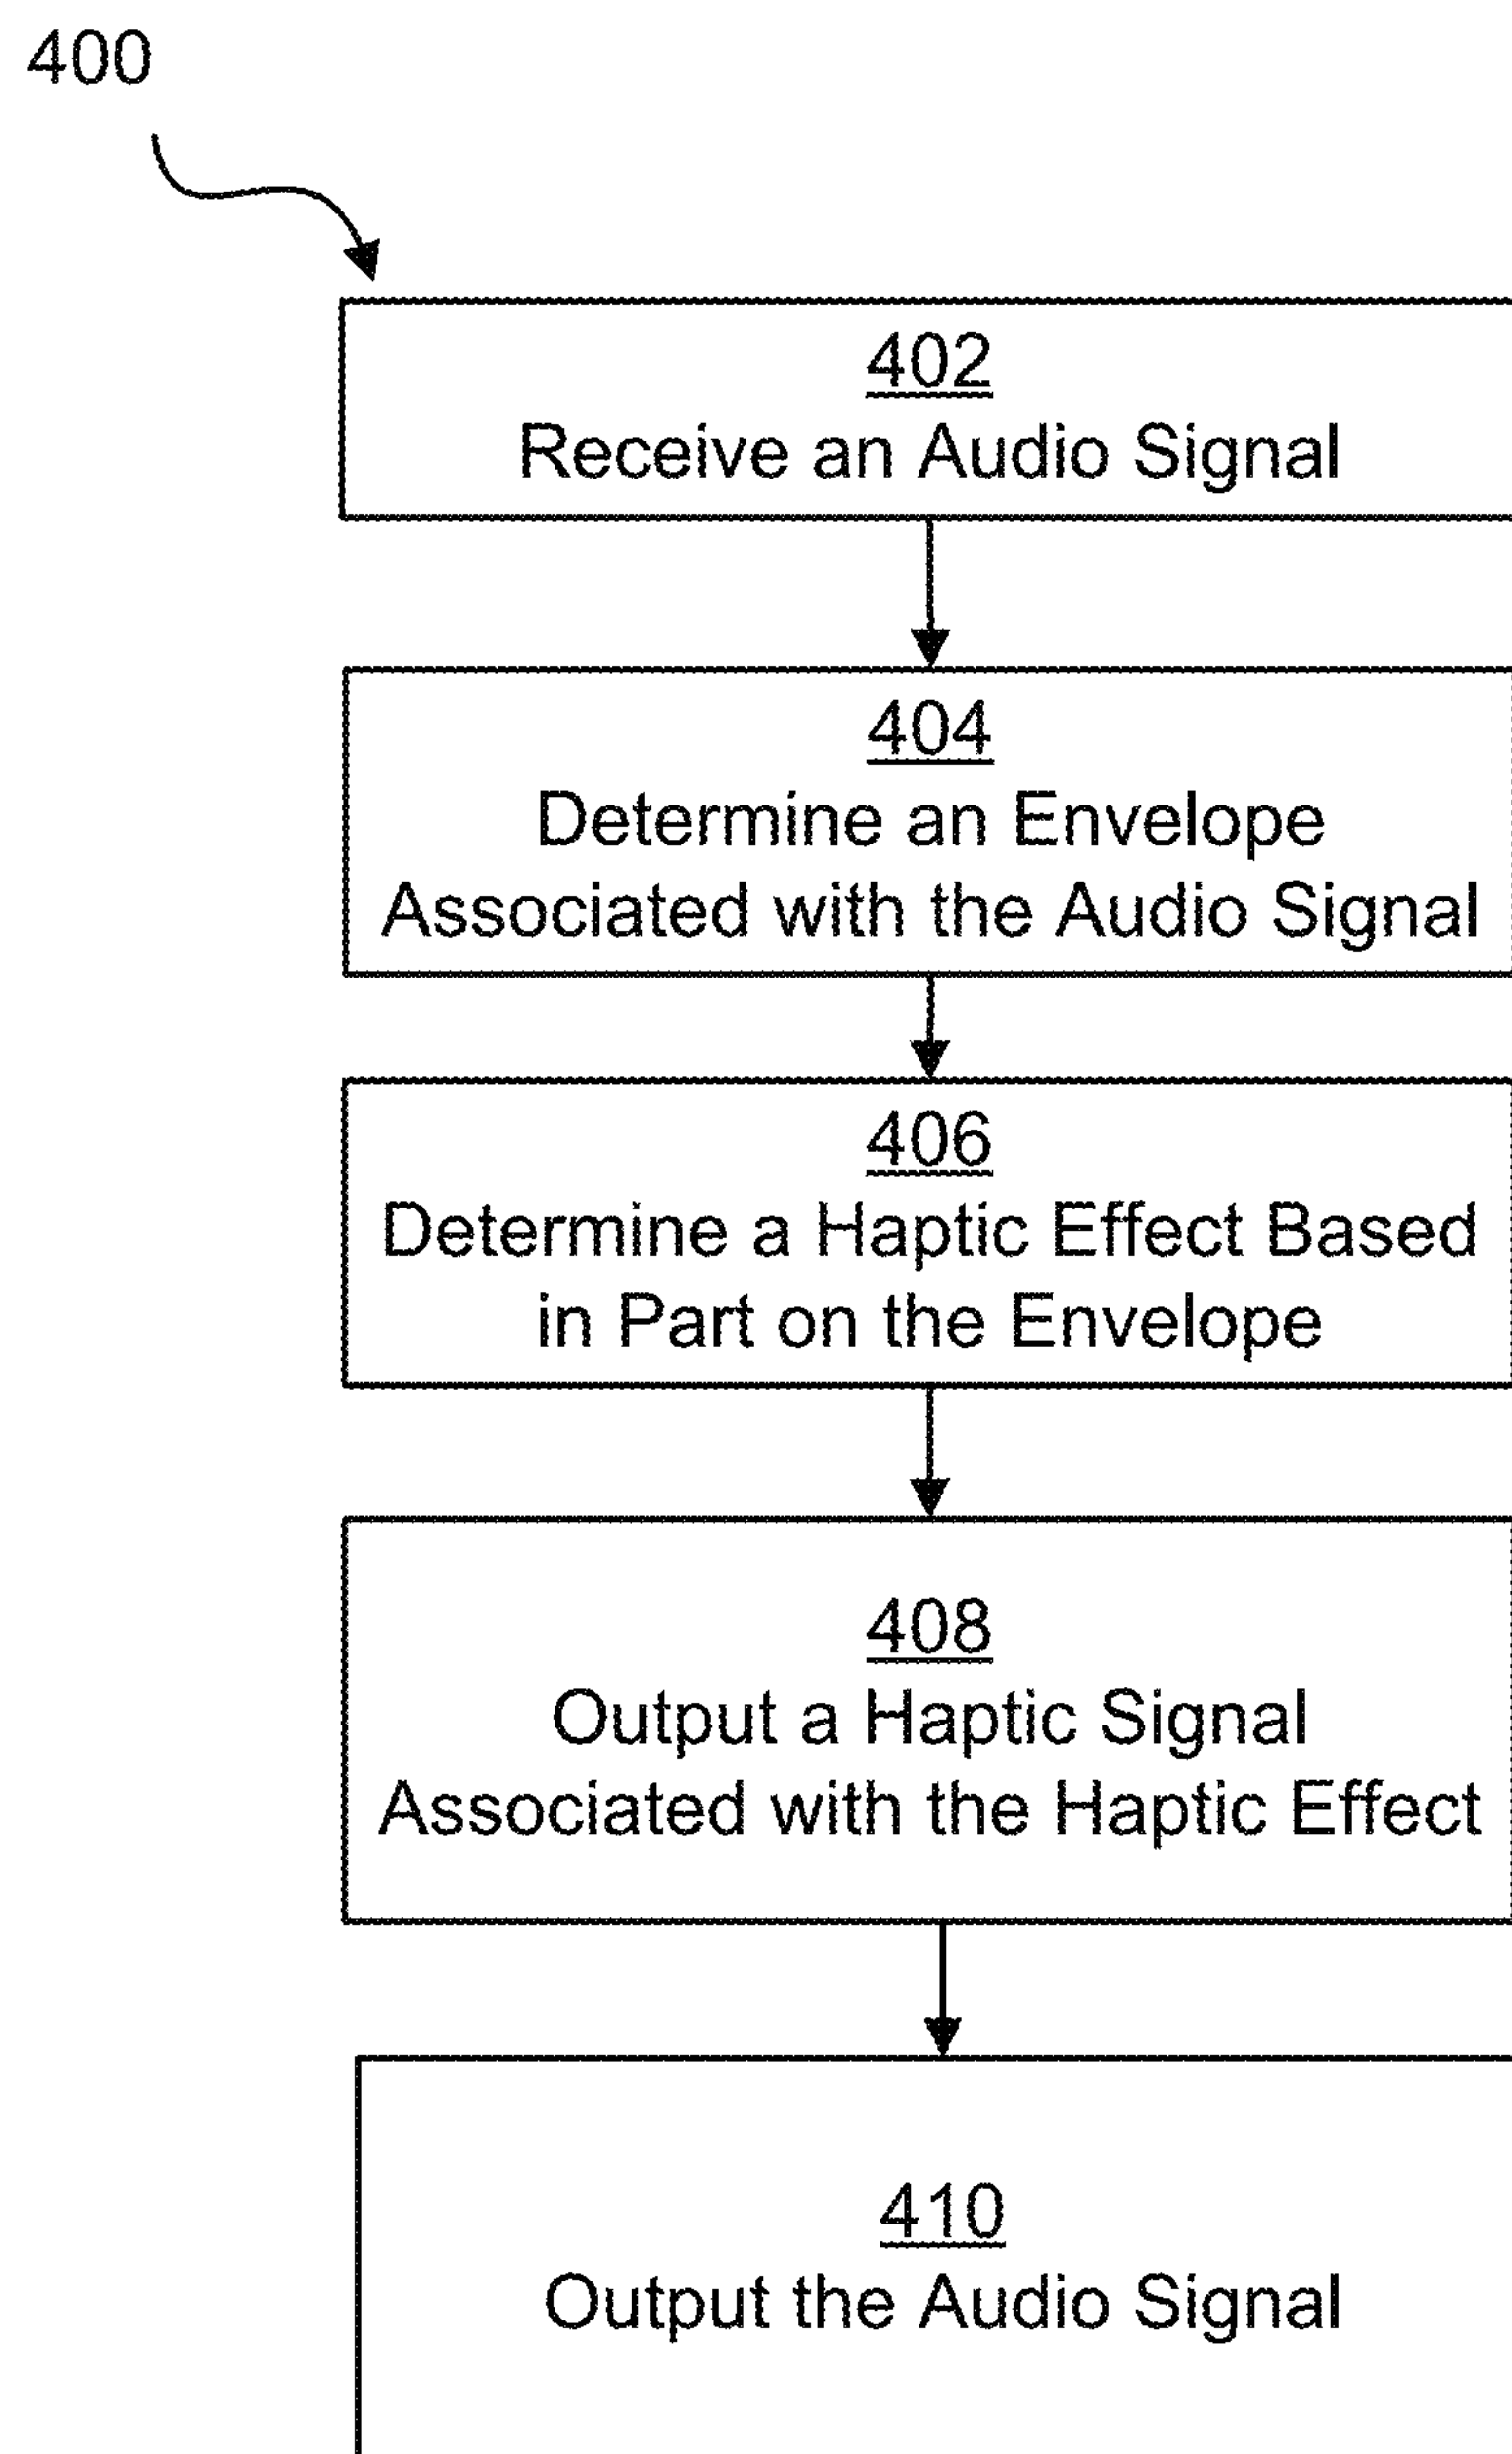 400
402
Receive an Audio Signal
404
Determine an Envelope
Associated with the Audio Signal
406
Determine a Haptic Effect Based
in Part on the Envelope
408
Output a Haptic Signal
Associated with the Haptic Effect
410
Output the Audio Signal